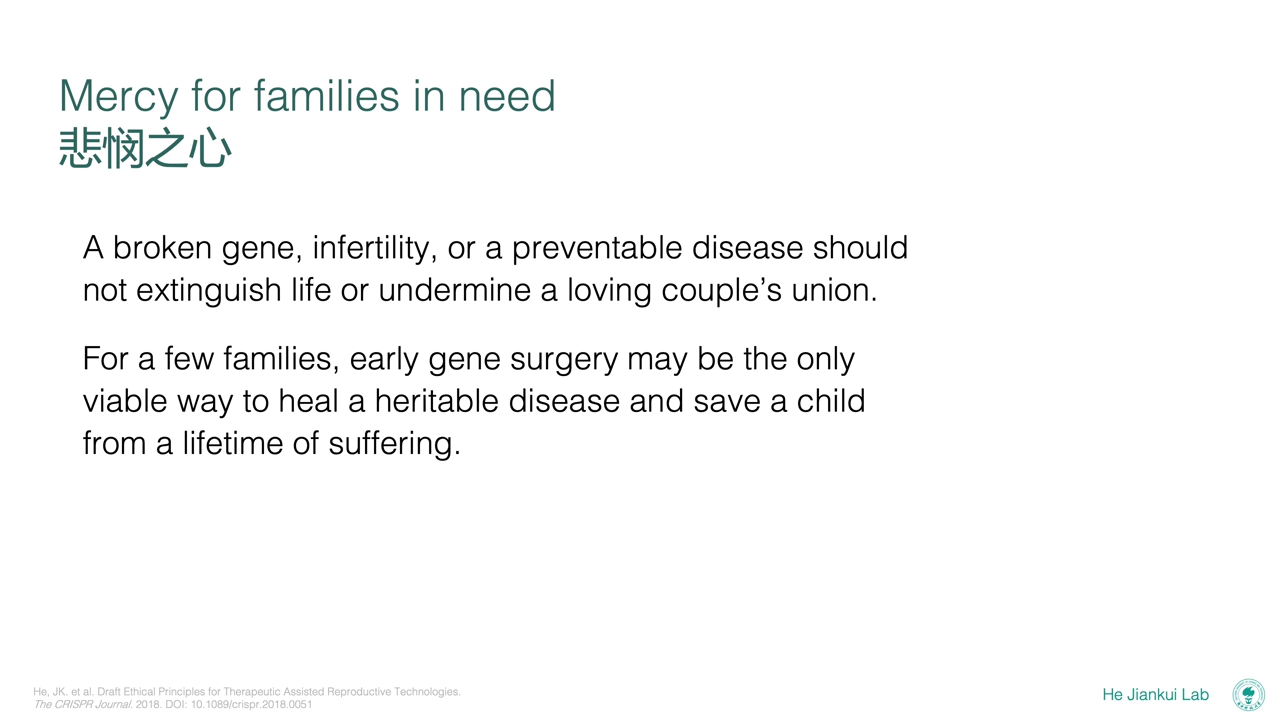 Mercy for families in need
悲悯之心
A broken gene, infertility, or a preventable disease should
not extinguish life or undermine a loving couple’s union.
For a few families, early gene surgery may be the only
viable way to heal a heritable disease and save a child
from a lifetime of suffering.
He, JK. et al. Draft Ethical Principles for Therapeutic Assisted Reproductive Technologies.
The CRISPR Journal. 2018. DOI: 10.1089/crispr.2018.0051
He Jiankui Lab